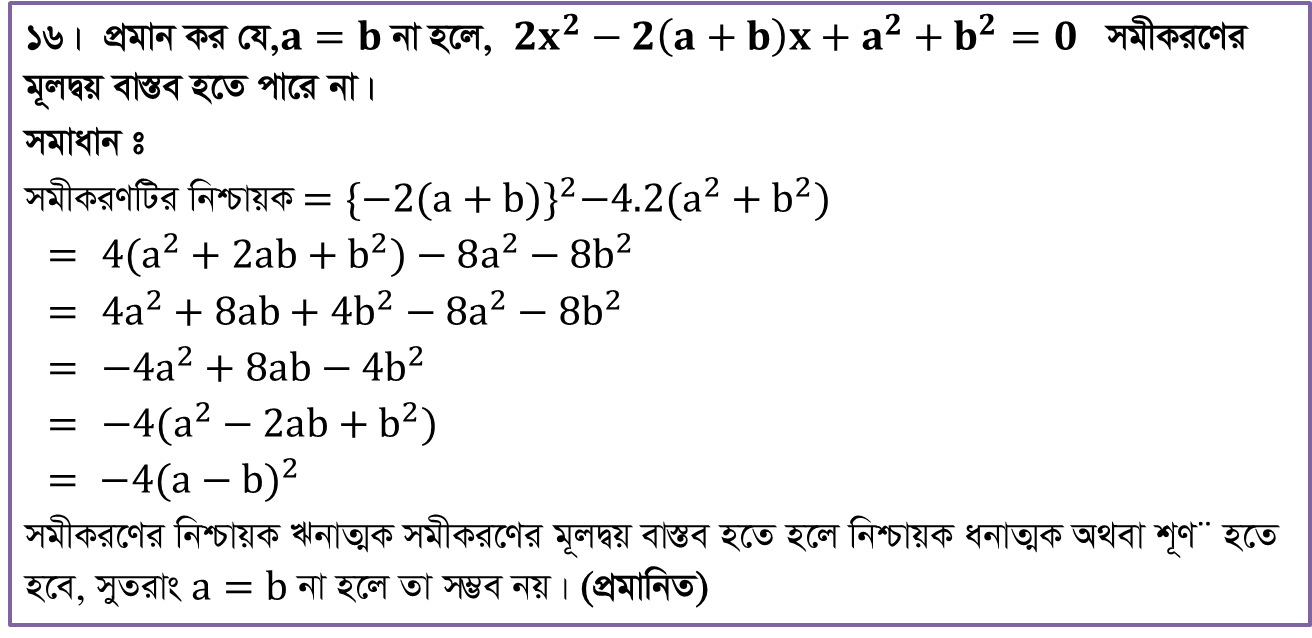 ১৬। প্রমান কর যে,a = b না হলে, 2x² − 2(a + b)x + a² + b² = 0 সমীকরণের
মূলদ্বয় বাস্তব হতে পারে না।
সমাধান ঃ
সমীকরণটির নিশ্চায়ক = {−2(a + b)}²−4.2(a² + b²)
= 4(a² + 2ab + b²) − 8a² − 8b²
= 4a² + 8ab + 4b² − 8a² − 8b²
= −4a² + 8ab − 4b²
= −4(a² − 2ab + b²)
= −4(a − b)²
সমীকরণের নিশ্চায়ক ঋনাত্মক সমীকরণের মূলদ্বয় বাস্তব হতে হলে নিশ্চায়ক ধনাত্মক অথবা শূণ¨ হতে
হবে, সুতরাং a = b না হলে তা সম্ভব নয়। (প্রমানিত)